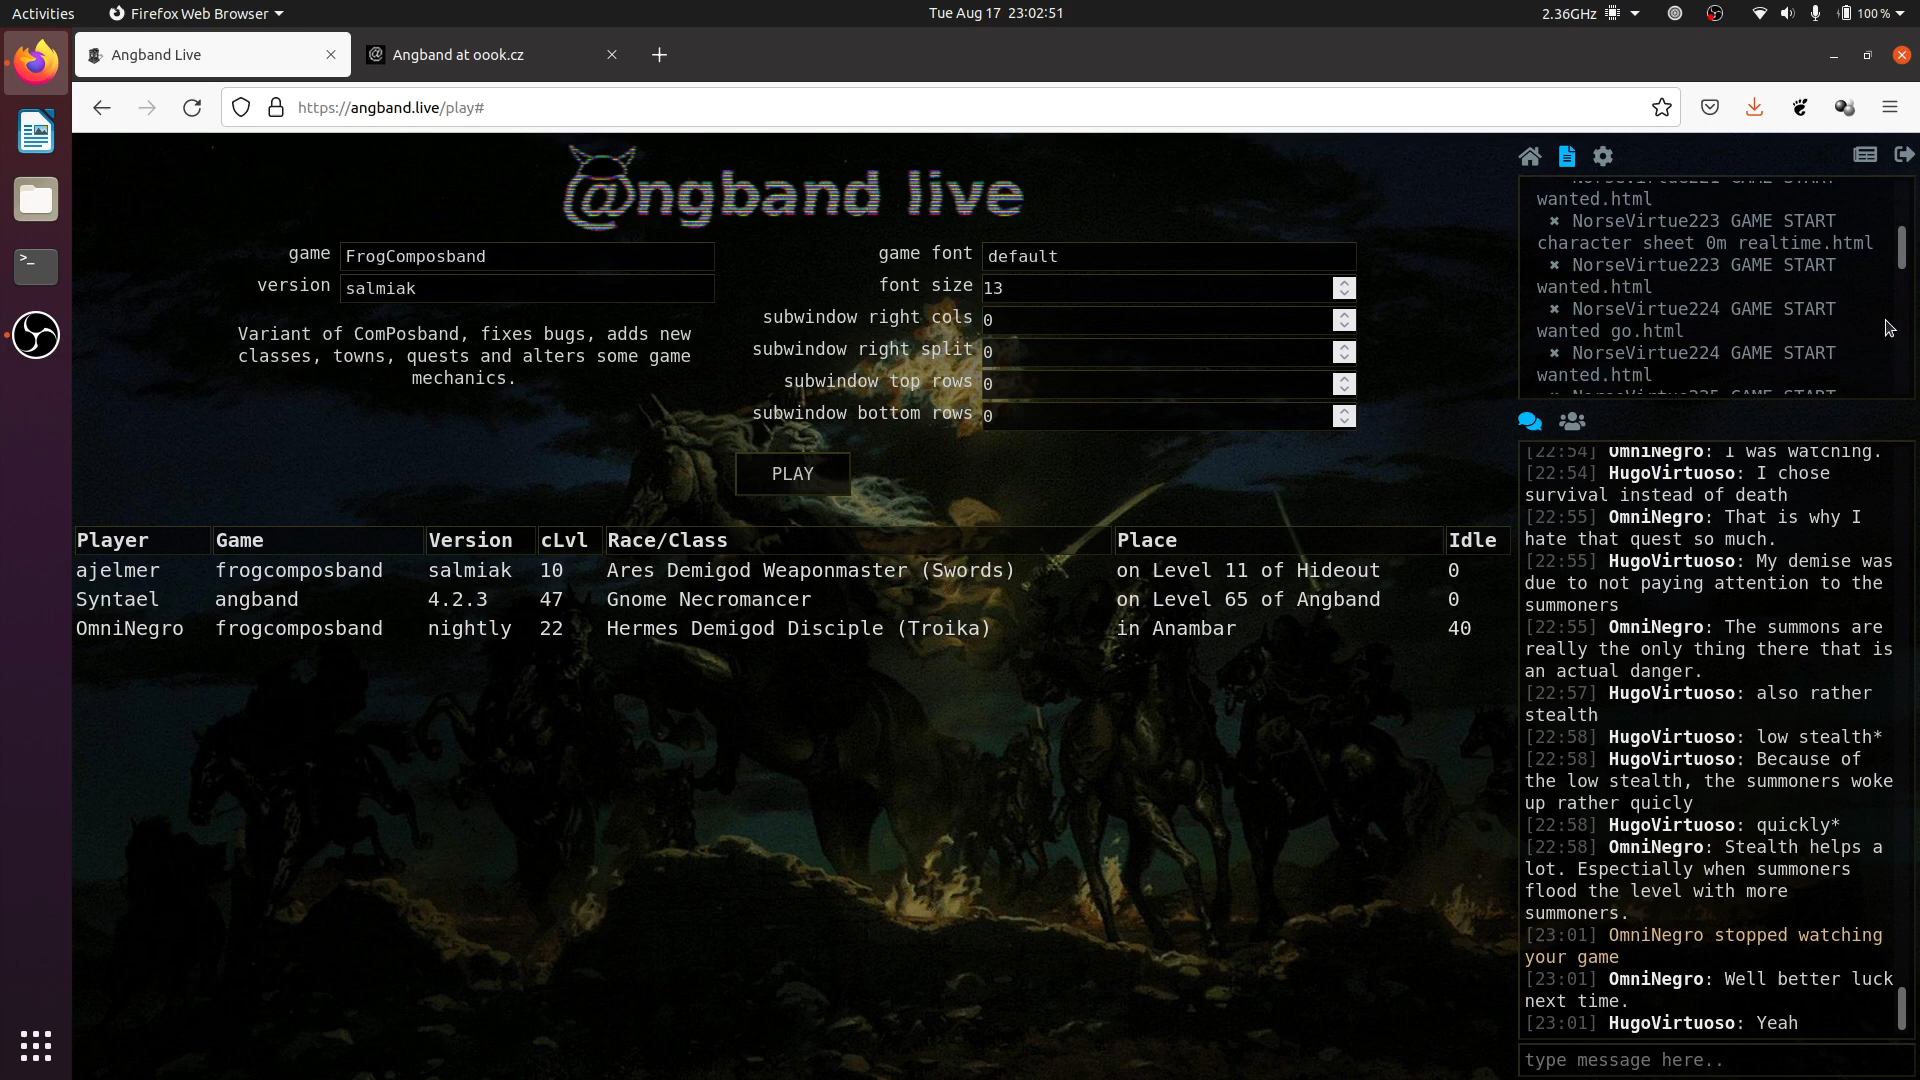 Activities
Firefox Web Browser
Tue Aug 17 23:02:51
2.36GHz
100 %
Angband Live
Angband at oook.cz
https://angband.live/play#
@ngband live
game FrogComposband
version salmiak
Variant of ComPosband, fixes bugs, adds new
classes, towns, quests and alters some game
mechanics.
game font default
font size 13
subwindow right cols 0
subwindow right split 0
subwindow top rows 0
subwindow bottom rows 0
PLAY
Player Game Version cLvl Race/Class Place Idle
ajelmer frogcomposband salmiak 10 Ares Demigod Weaponmaster (Swords) on Level 11 of Hideout 0
Syntael angband 4.2.3 47 Gnome Necromancer on Level 65 of Angband 0
OmniNegro frogcomposband nightly 22 Hermes Demigod Disciple (Troika) in Anambar 40
wanted.html
✖ NorseVirtue223 GAME START
character sheet 0m realtime.html
✖ NorseVirtue223 GAME START
wanted.html
✖ NorseVirtue224 GAME START
wanted go.html
✖ NorseVirtue224 GAME START
wanted.html
[22:54] OmniNegro: I was watching.
[22:54] HugoVirtuoso: I chose
survival instead of death
[22:55] OmniNegro: That is why I
hate that quest so much.
[22:55] HugoVirtuoso: My demise was
due to not paying attention to the
summoners
[22:55] OmniNegro: The summons are
really the only thing there that is
an actual danger.
[22:57] HugoVirtuoso: also rather
stealth
[22:58] HugoVirtuoso: low stealth*
[22:58] HugoVirtuoso: Because of
the low stealth, the summoners woke
up rather quicly
[22:58] HugoVirtuoso: quickly*
[22:58] OmniNegro: Stealth helps a
lot. Espectially when summoners
flood the level with more
summoners.
[23:01] OmniNegro stopped watching
your game
[23:01] OmniNegro: Well better luck
next time.
[23:01] HugoVirtuoso: Yeah
type message here..